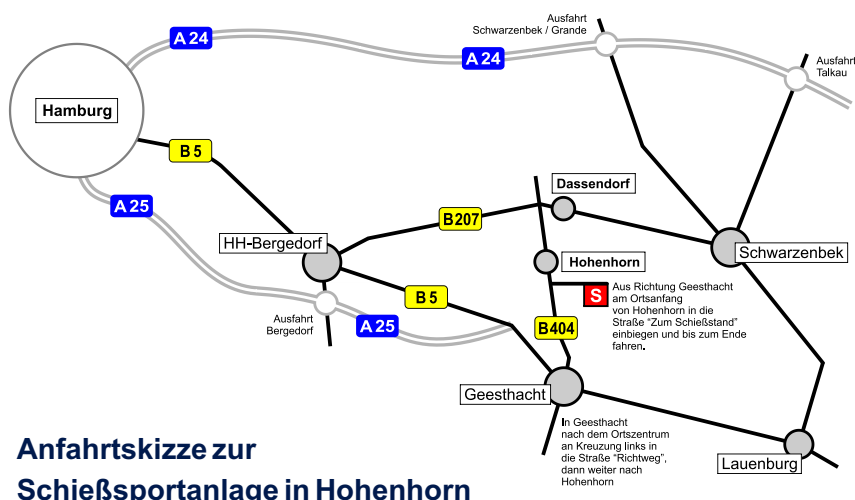 Ausfahrt
Schwarzenbek / Grande
A 24
A 24
Ausfahrt
Talkau
Hamburg
B 5
Dassendorf
A 25
B207
HH-Bergedorf
Schwarzenbek
Hohenhorn
B 5
S
Aus Richtung Geesthacht
am Ortsanfang
von Hohenhorn in die
Straße "Zum Schießstand"
einbiegen und bis zum Ende
fahren.
Ausfahrt
Bergedorf
A 25
B404
Geesthacht
In Geesthacht
nach dem Ortszentrum
an Kreuzung links in
die Straße "Richtweg",
dann weiter nach
Hohenhorn
Lauenburg
Anfahrtskizze zur
Schießsportanlage in Hohenhorn